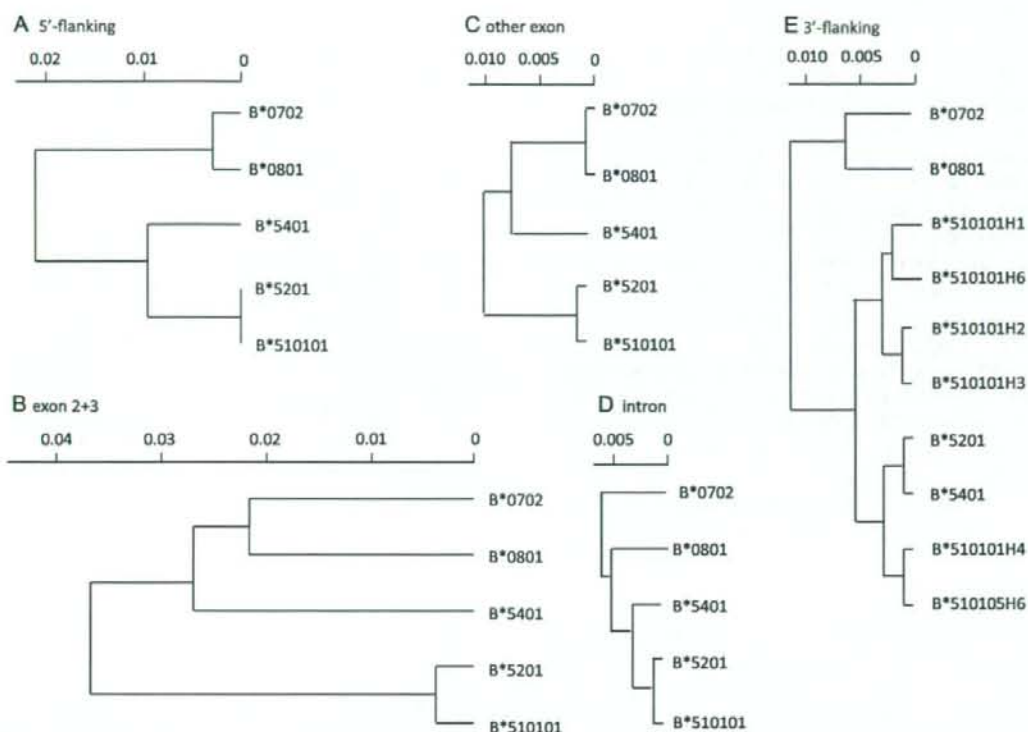 A 5'-flanking
0.02 0.01 0
B*0702
B*0801
B*5401
B*5201
B*510101
B exon 2+3
0.04 0.03 0.02 0.01 0
B*0702
B*0801
B*5401
B*5201
B*510101
C other exon
0.010 0.005 0
B*0702
B*0801
B*5401
B*5201
B*510101
D intron
0.005 0
B*0702
B*0801
B*5401
B*5201
B*510101
E 3'-flanking
0.010 0.005 0
B*0702
B*0801
B*510101H1
B*510101H6
B*510101H2
B*510101H3
B*5201
B*5401
B*510101H4
B*510105H6